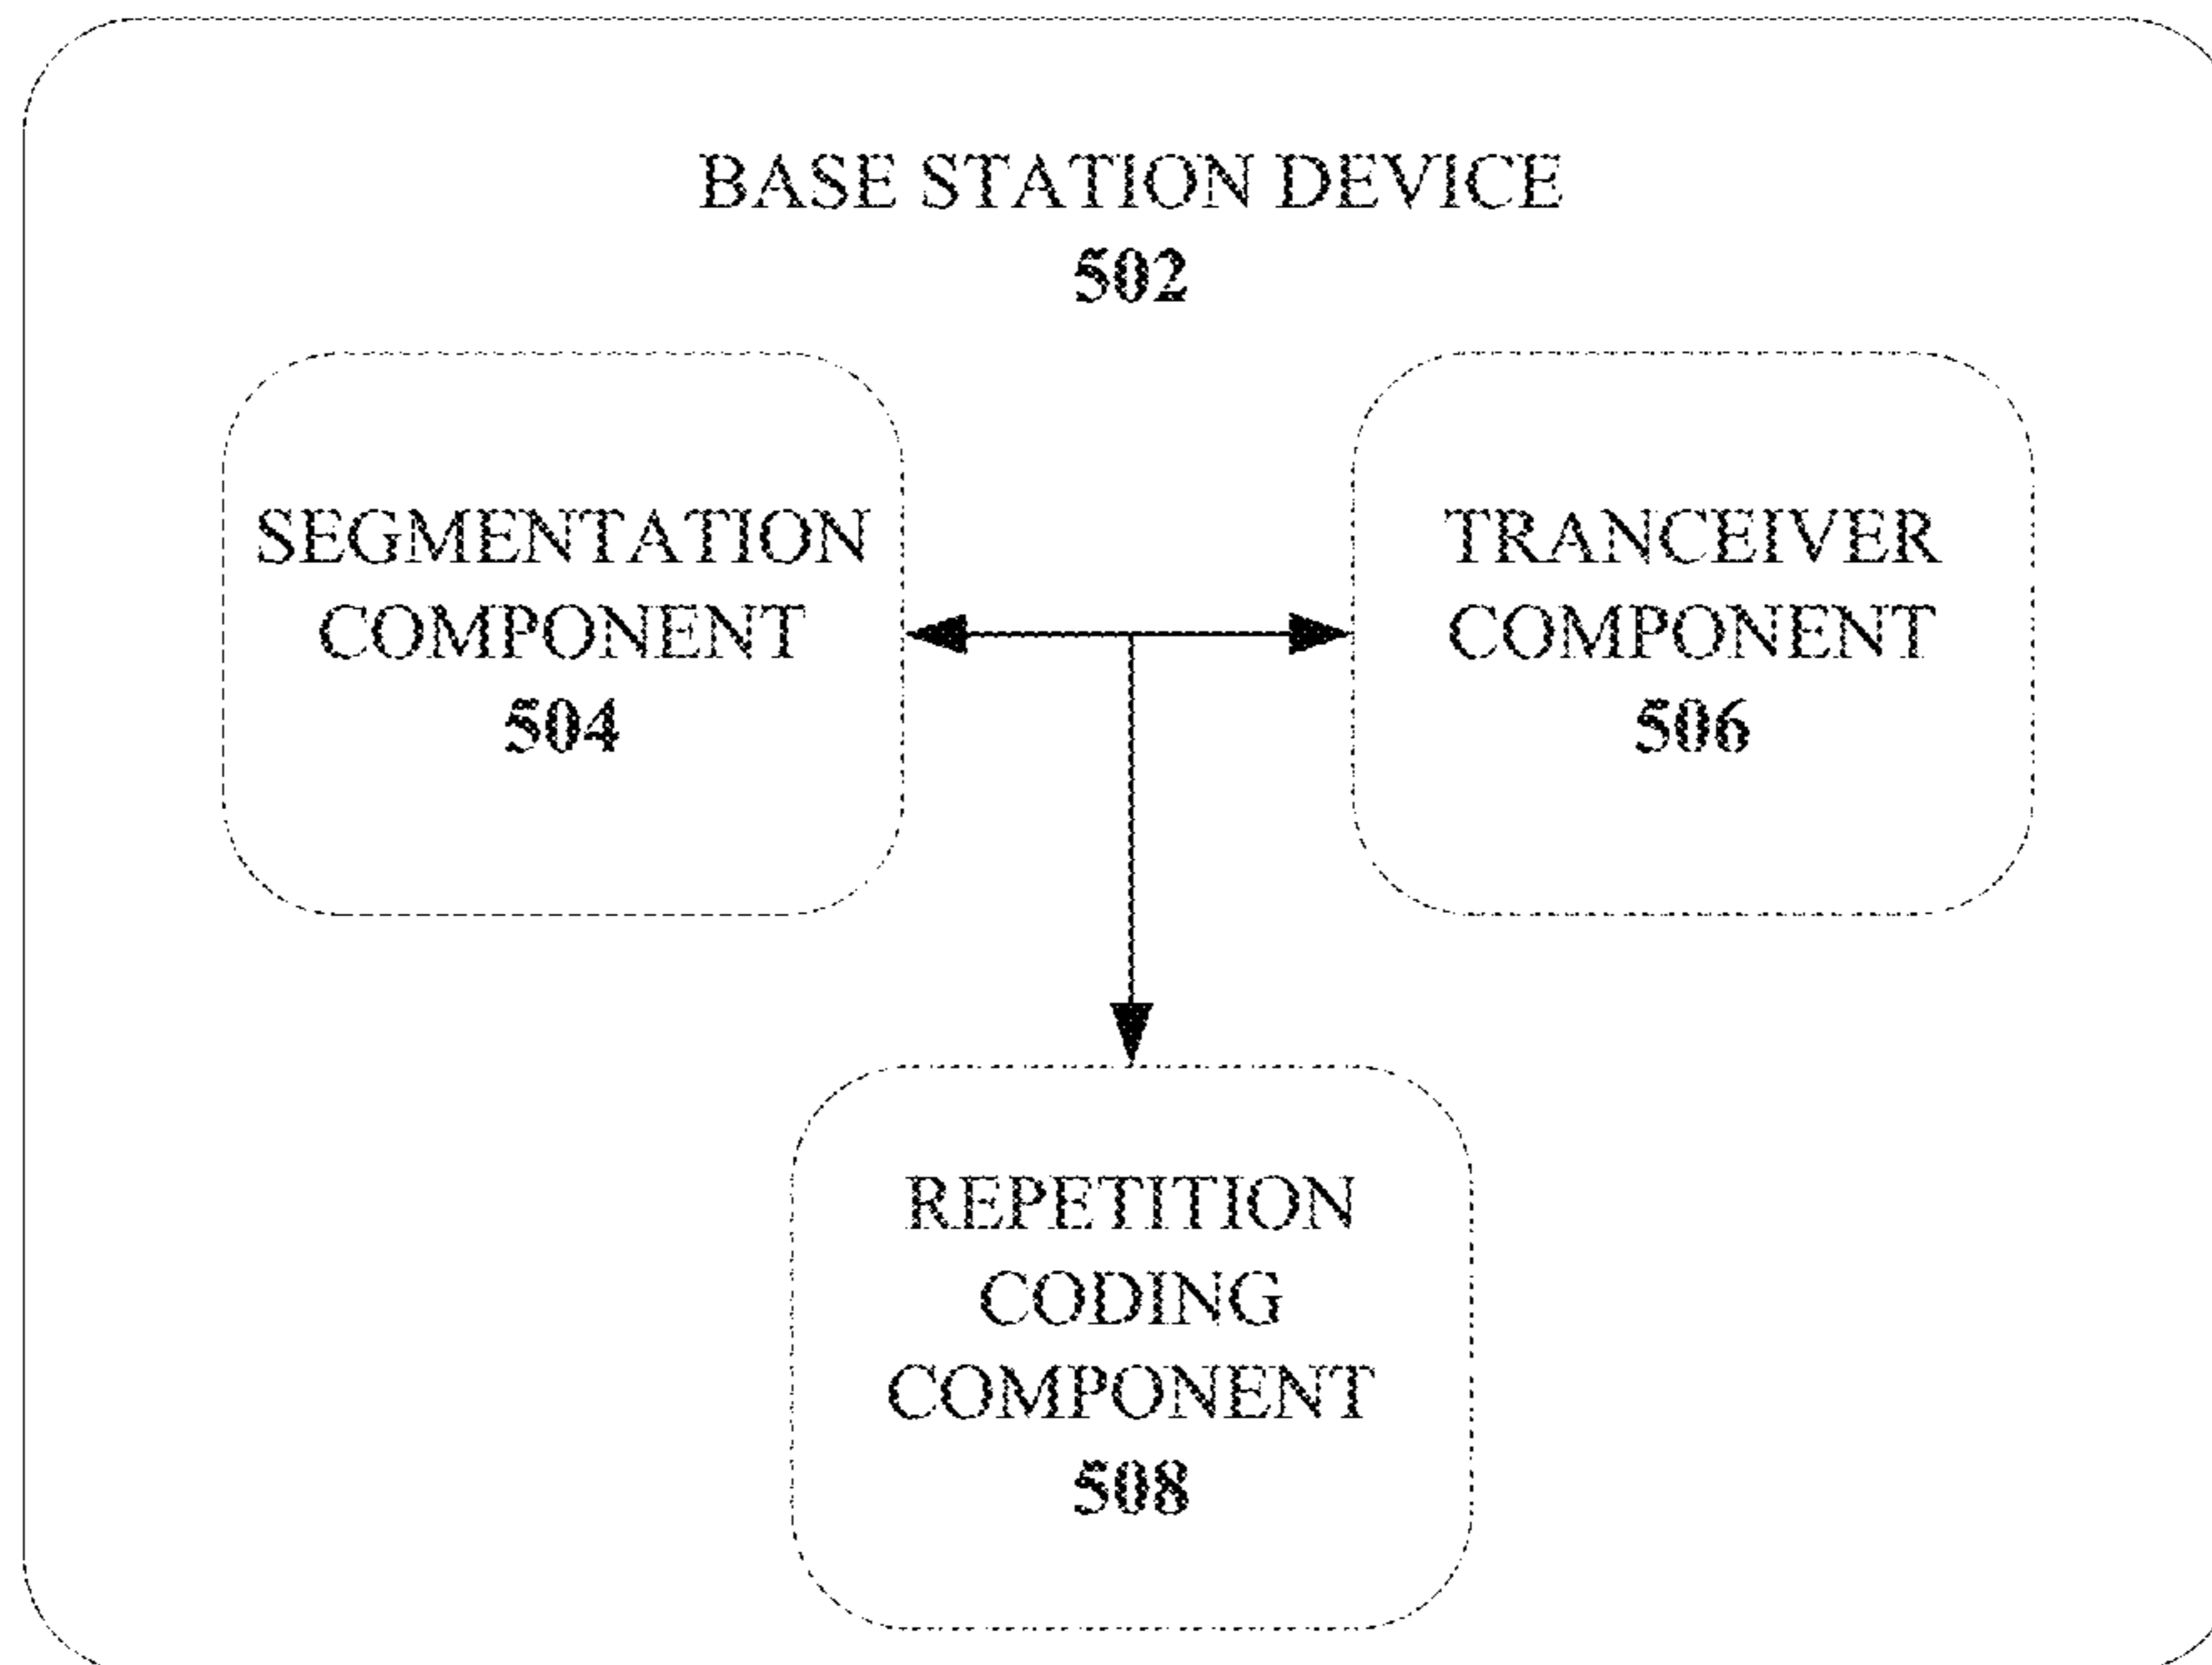 BASE STATION DEVICE
502
SEGMENTATION
COMPONENT
504
TRANCEIVER
COMPONENT
506
REPETITION
CODING
COMPONENT
508